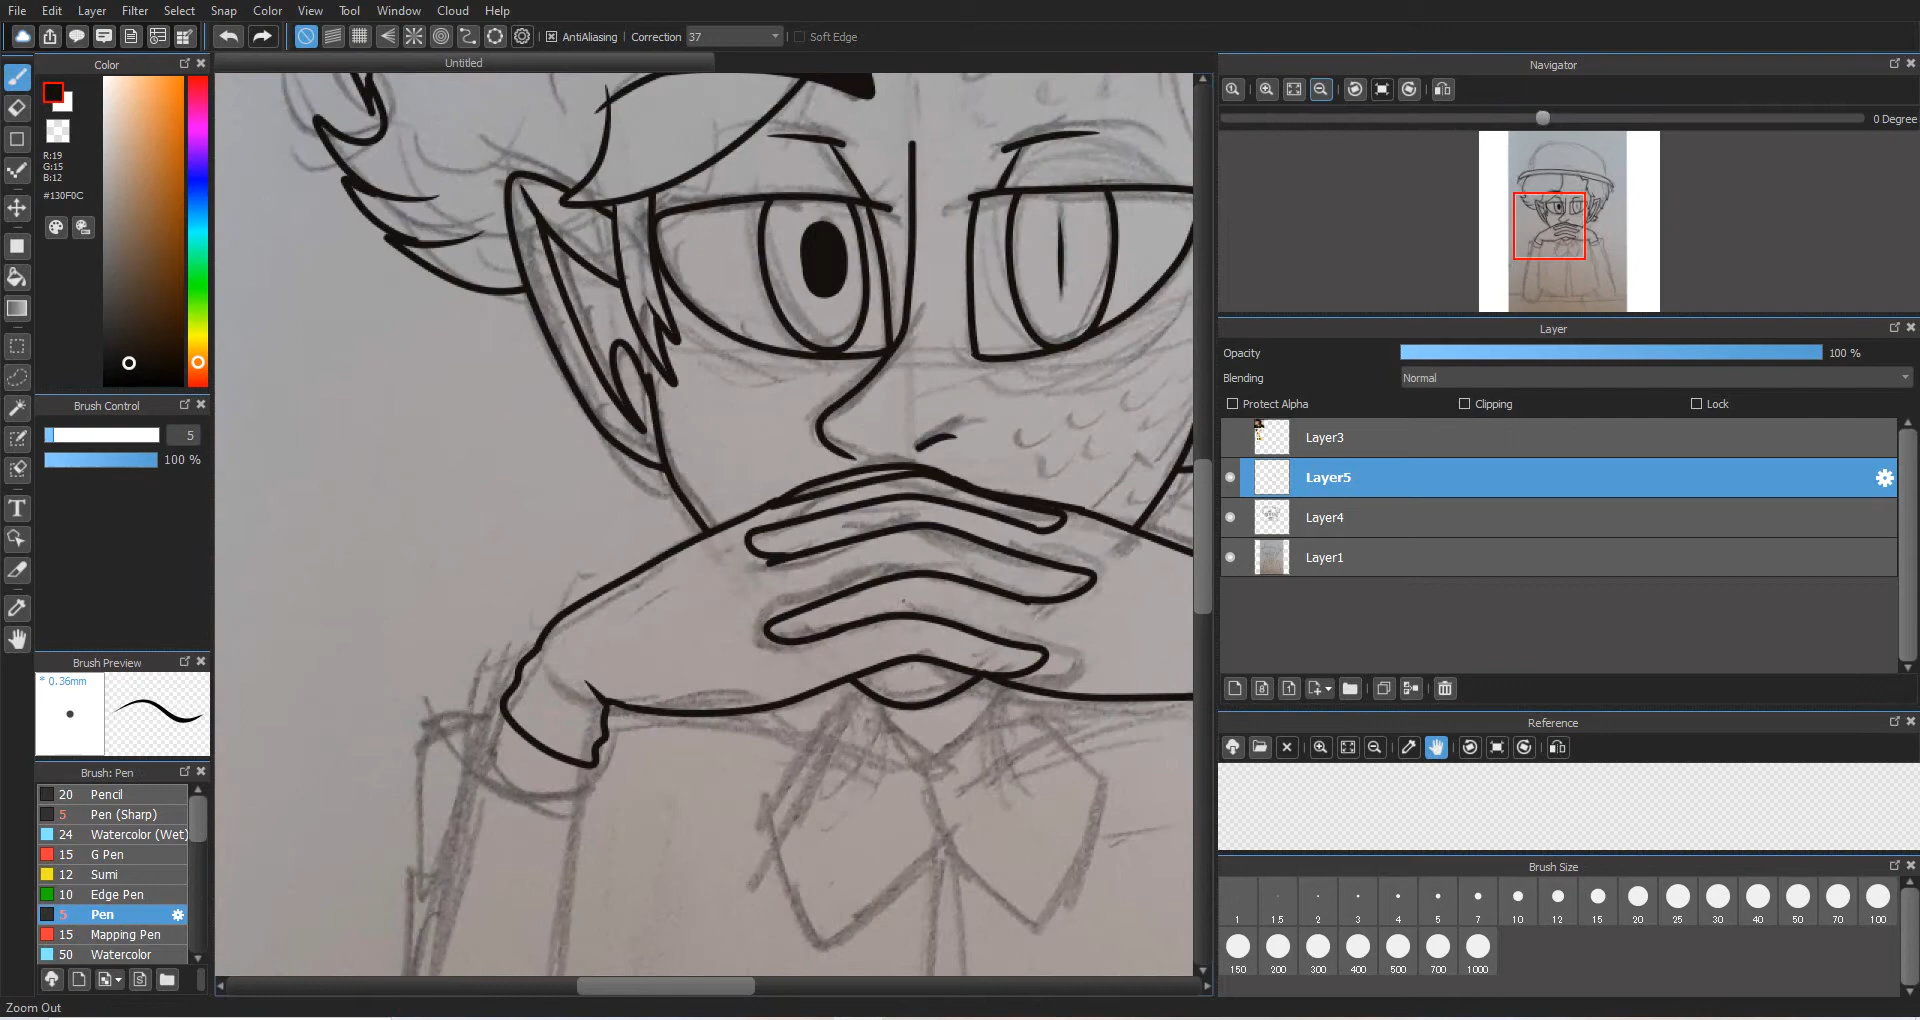 File Edit Layer Filter Select Snap Color View Tool Window Cloud Help
AntiAliasing Correction 37 Soft Edge
Color
R:19
G:15
B:12
#130F0C
Brush Control
5
100 %
Brush Preview
* 0.36mm
Brush: Pen
20 Pencil
5 Pen (Sharp)
24 Watercolor (Wet)
15 G Pen
12 Sumi
10 Edge Pen
5 Pen
15 Mapping Pen
50 Watercolor
Zoom Out
Untitled
Navigator
0 Degree
Layer
Opacity 100 %
Blending Normal
Protect Alpha Clipping Lock
Layer3
Layer5
Layer4
Layer1
Reference
Brush Size
1 1.5 2 3 4 5 7 10 12 15 20 25 30 40 50 70 100
150 200 300 400 500 700 1000